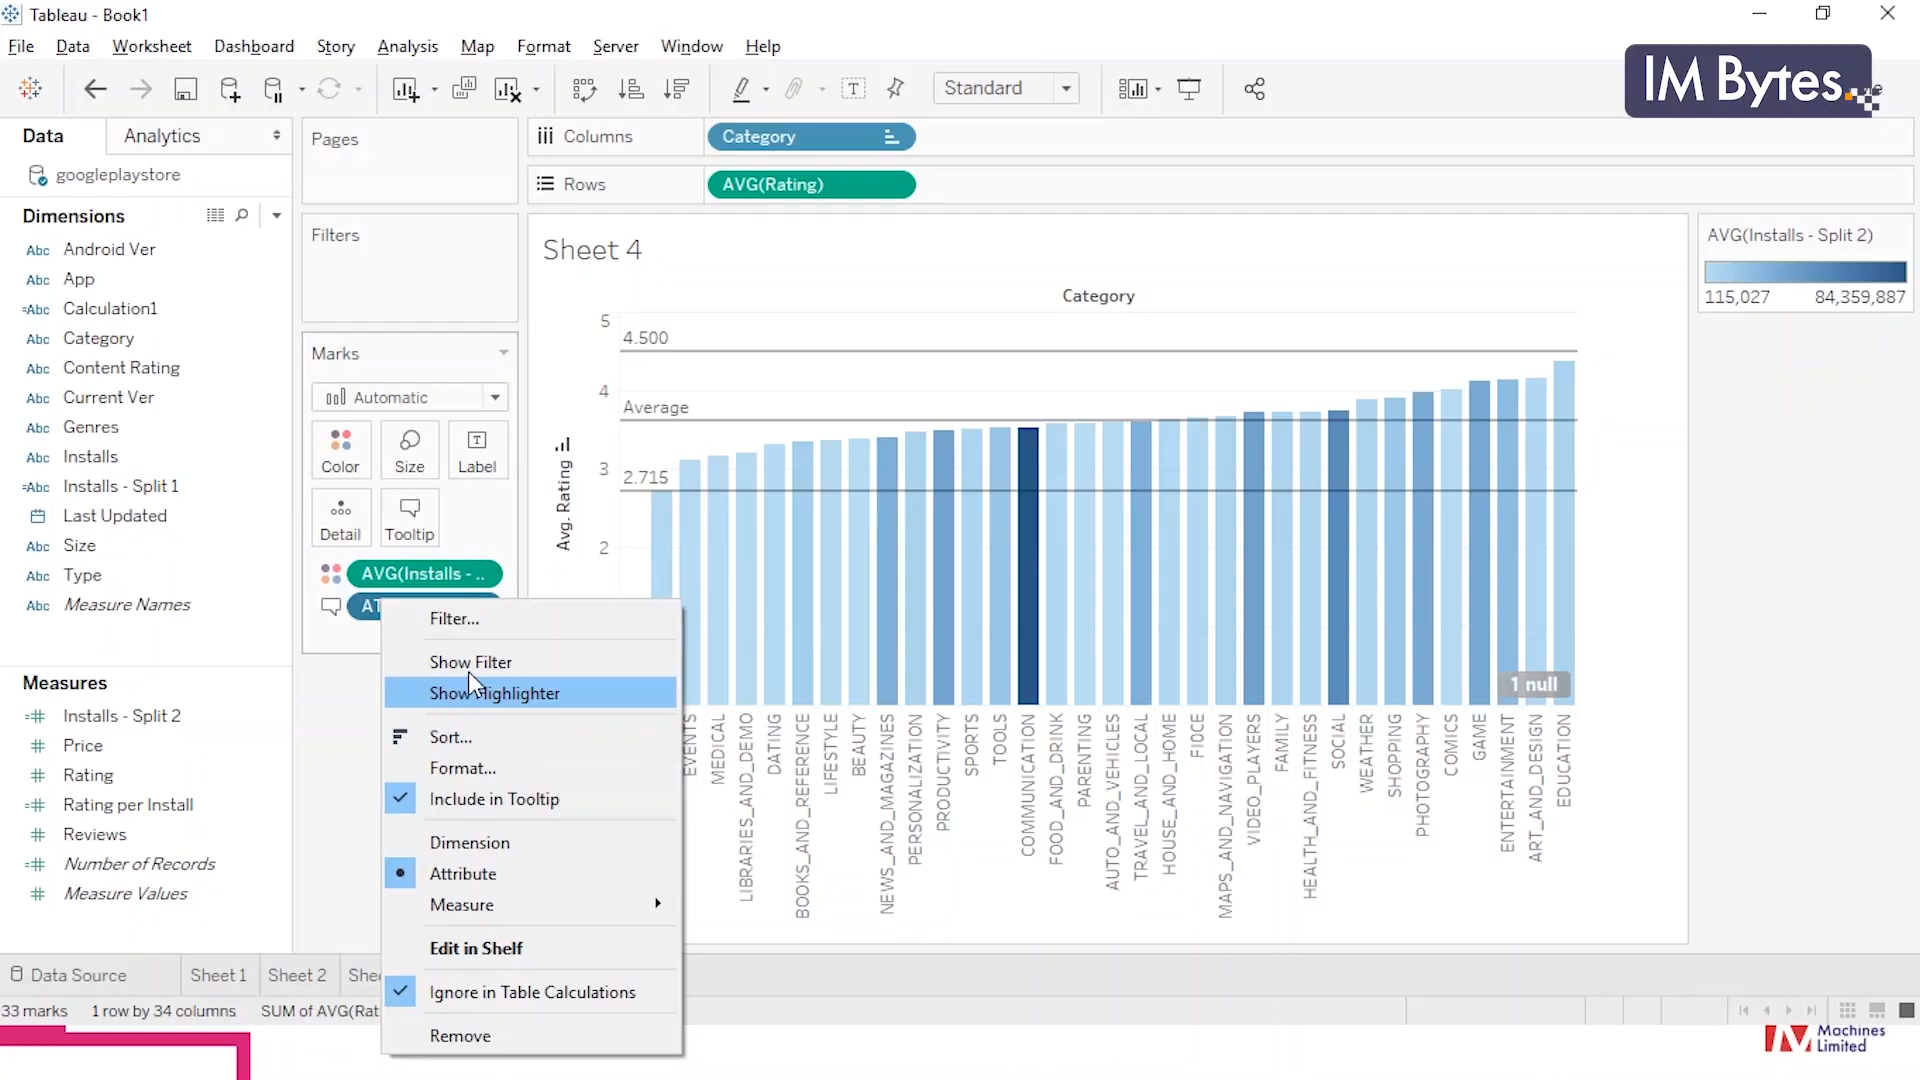 Tableau - Book1
File Data Worksheet Dashboard Story Analysis Map Format Server Window Help
Standard
IM Bytes.
Data
Analytics
googleplaystore
Dimensions
Abc Android Ver
Abc App
=Abc Calculation1
Abc Category
Abc Content Rating
Abc Current Ver
Abc Genres
Abc Installs
=Abc Installs - Split 1
Last Updated
Abc Size
Abc Type
Abc Measure Names
Measures
Installs - Split 2
Price
Rating
Rating per Install
Reviews
Number of Records
Measure Values
Pages
Filters
Marks
Automatic
Color Size Label
Detail Tooltip
AVG(Installs - ..
AT
Columns Category
Rows AVG(Rating)
Sheet 4
Category
5
4
3
2
Avg. Rating
4.500
Average
2.715
1 null
EVENTS
MEDICAL
LIBRARIES_AND_DEMO
DATING
BOOKS_AND_REFERENCE
LIFESTYLE
BEAUTY
NEWS_AND_MAGAZINES
PERSONALIZATION
PRODUCTIVITY
SPORTS
TOOLS
COMMUNICATION
FOOD_AND_DRINK
PARENTING
AUTO_AND_VEHICLES
TRAVEL_AND_LOCAL
HOUSE_AND_HOME
MAPS_AND_NAVIGATION
VIDEO_PLAYERS
FAMILY
HEALTH_AND_FITNESS
SOCIAL
WEATHER
SHOPPING
PHOTOGRAPHY
COMICS
GAME
ENTERTAINMENT
ART_AND_DESIGN
EDUCATION
AVG(Installs - Split 2)
115,027 84,359,887
Filter...
Show Filter
Show Highlighter
Sort...
Format...
Include in Tooltip
Dimension
Attribute
Measure
Edit in Shelf
Ignore in Table Calculations
Remove
Data Source Sheet 1 Sheet 2 Shee
33 marks 1 row by 34 columns SUM of AVG(Rat
Machines
Limited